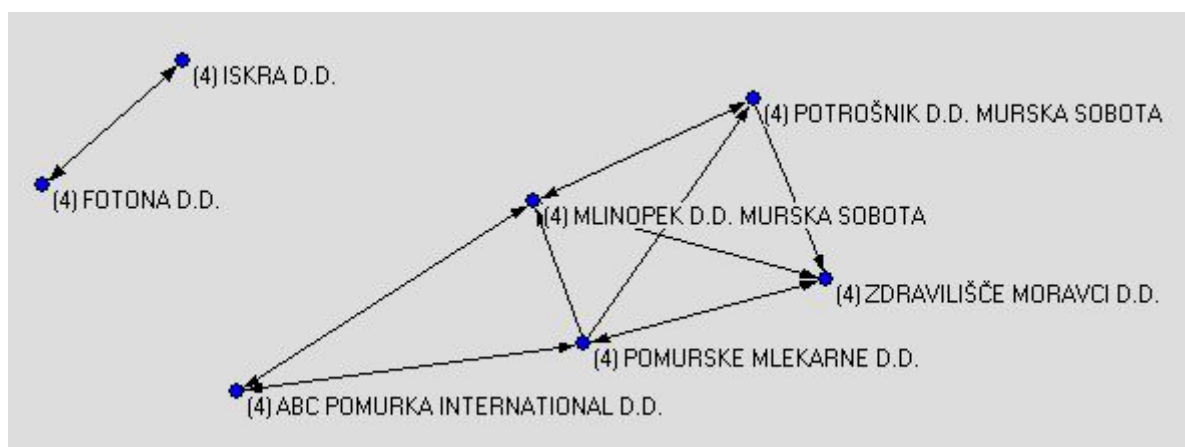 (4) ISKRA D.D.
(4) POTROŠNIK D.D. MURSKA SOBOTA
(4) FOTONA D.D.
(4) MLINOPEK D.D. MURSKA SOBOTA
(4) ZDRAVILIŠČE MORAVCI D.D.
(4) POMURSKE MLEKARNE D.D.
(4) ABC POMURKA INTERNATIONAL D.D.